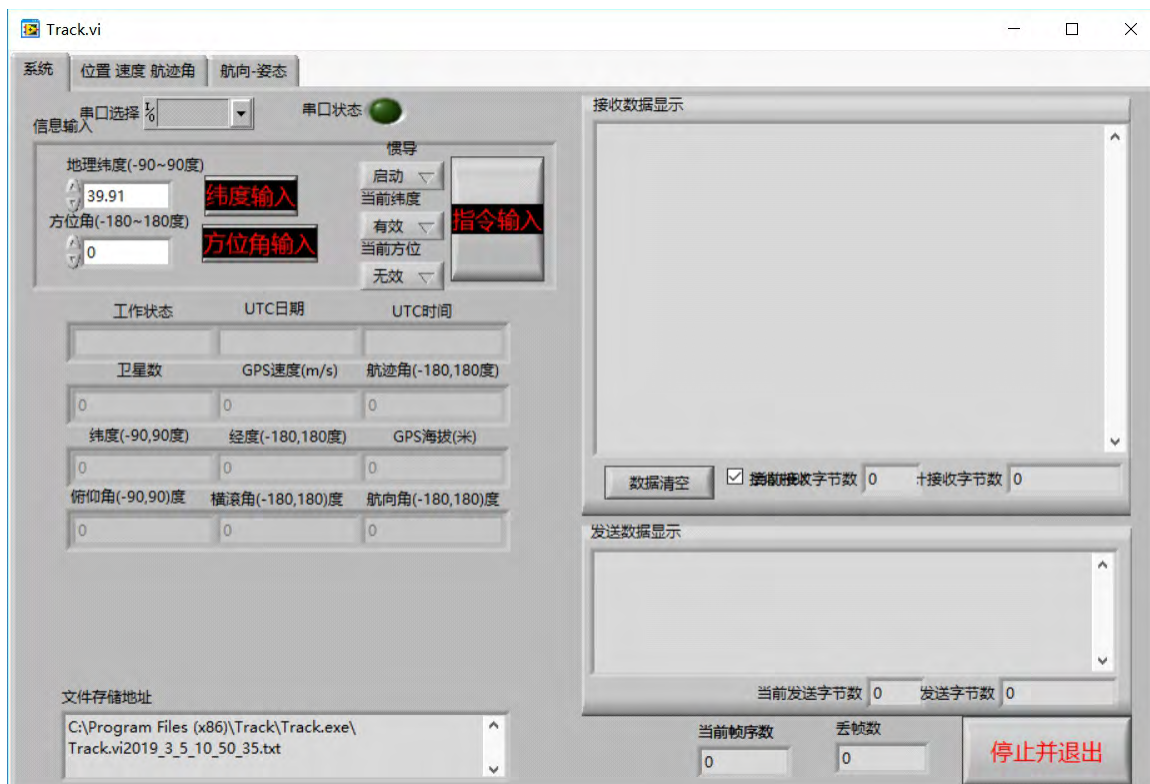 Track.vi
系统 位置 速度 航迹角 航向-姿态
串口选择 串口状态
信息输入
地理纬度(-90~90度)
39.91
纬度输入
方位角(-180~180度)
0
方位角输入
惯导
启动
当前纬度
有效
当前方位
无效
指令输入
工作状态 UTC日期 UTC时间
卫星数 GPS速度(m/s) 航迹角(-180,180度)
0 0 0
纬度(-90,90度) 经度(-180,180度) GPS海拔(米)
0 0 0
俯仰角(-90,90)度 横滚角(-180,180)度 航向角(-180,180)度
0 0 0
文件存储地址
C:\Program Files (x86)\Track\Track.exe\
Track.vi2019_3_5_10_50_35.txt
接收数据显示
数据清空 接收字节数 0 计接收字节数 0
发送数据显示
当前发送字节数 0 发送字节数 0
当前帧序数 丢帧数
0 0
停止并退出